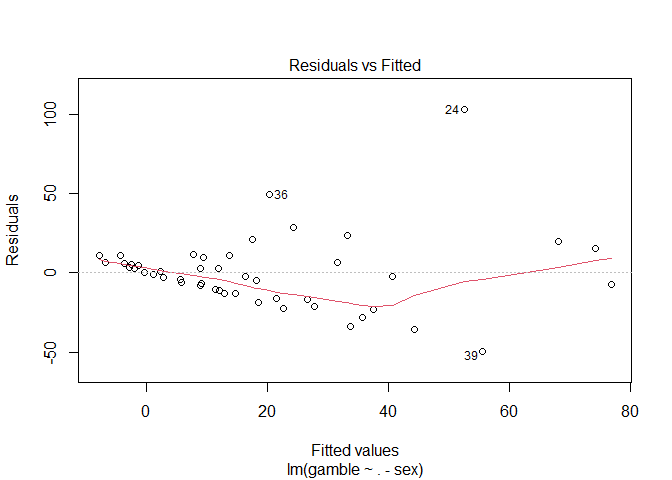 Residuals vs Fitted
Residuals
100
50
0
-50
24
36
39
0 20 40 60 80
Fitted values
lm(gamble ~ . - sex)